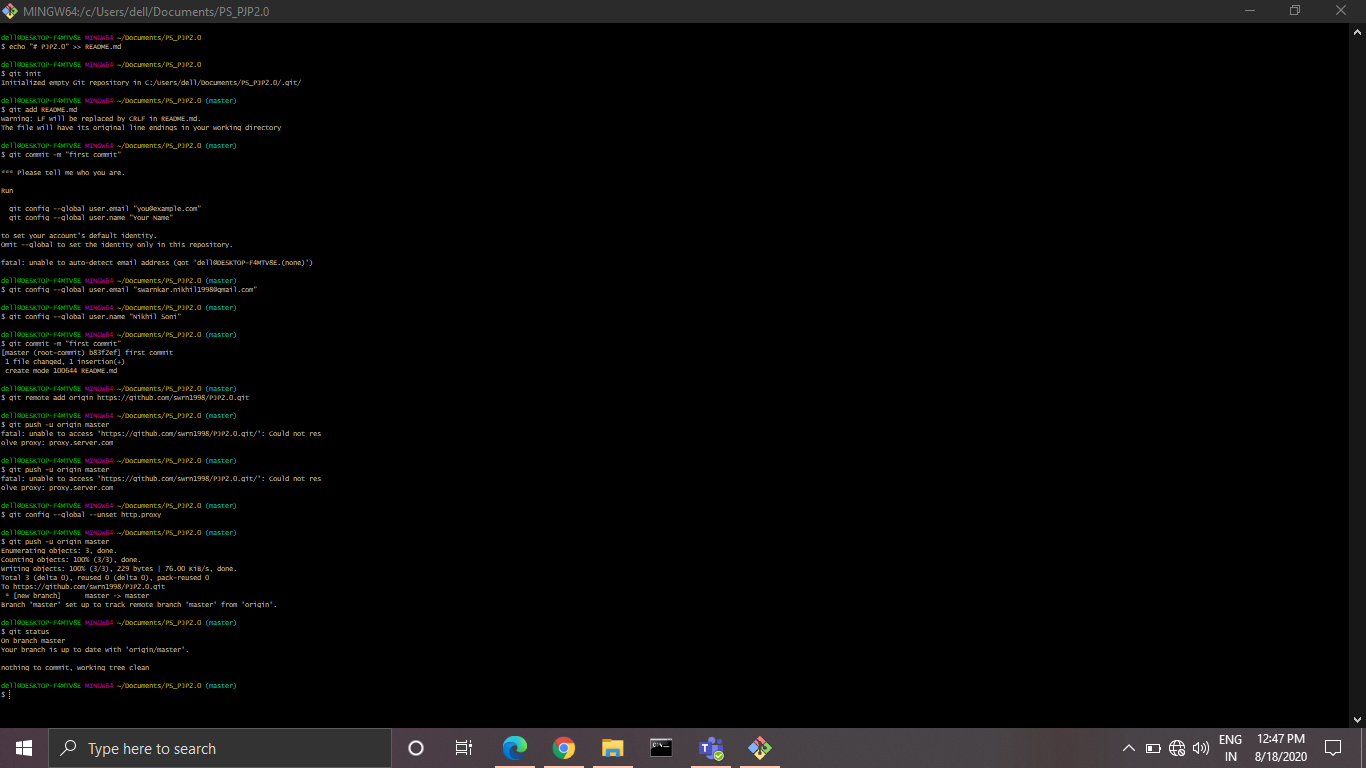 MINGW64:/c/Users/dell/Documents/PS_PJP2.0
dell@DESKTOP-F4MTV8E MINGW64 ~/Documents/PS_PJP2.0
$ echo "# PJP2.0" >> README.md
dell@DESKTOP-F4MTV8E MINGW64 ~/Documents/PS_PJP2.0
$ git init
Initialized empty Git repository in C:/Users/dell/Documents/PS_PJP2.0/.git/
dell@DESKTOP-F4MTV8E MINGW64 ~/Documents/PS_PJP2.0 (master)
$ git add README.md
warning: LF will be replaced by CRLF in README.md.
The file will have its original line endings in your working directory
dell@DESKTOP-F4MTV8E MINGW64 ~/Documents/PS_PJP2.0 (master)
$ git commit -m "first commit"
*** Please tell me who you are.
Run
git config --global user.email "you@example.com"
git config --global user.name "Your Name"
to set your account's default identity.
Omit --global to set the identity only in this repository.
fatal: unable to auto-detect email address (got 'dell@DESKTOP-F4MTV8E.(none)')
dell@DESKTOP-F4MTV8E MINGW64 ~/Documents/PS_PJP2.0 (master)
$ git config --global user.email "swarnkar.nikhil1998@gmail.com"
dell@DESKTOP-F4MTV8E MINGW64 ~/Documents/PS_PJP2.0 (master)
$ git config --global user.name "Nikhil Soni"
dell@DESKTOP-F4MTV8E MINGW64 ~/Documents/PS_PJP2.0 (master)
$ git commit -m "first commit"
[master (root-commit) b83f2ef] first commit
1 file changed, 1 insertion(+)
create mode 100644 README.md
dell@DESKTOP-F4MTV8E MINGW64 ~/Documents/PS_PJP2.0 (master)
$ git remote add origin https://github.com/swrn1998/PJP2.0.git
dell@DESKTOP-F4MTV8E MINGW64 ~/Documents/PS_PJP2.0 (master)
$ git push -u origin master
fatal: unable to access 'https://github.com/swrn1998/PJP2.0.git/': Could not res
olve proxy: proxy.server.com
dell@DESKTOP-F4MTV8E MINGW64 ~/Documents/PS_PJP2.0 (master)
$ git push -u origin master
fatal: unable to access 'https://github.com/swrn1998/PJP2.0.git/': Could not res
olve proxy: proxy.server.com
dell@DESKTOP-F4MTV8E MINGW64 ~/Documents/PS_PJP2.0 (master)
$ git config --global --unset http.proxy
dell@DESKTOP-F4MTV8E MINGW64 ~/Documents/PS_PJP2.0 (master)
$ git push -u origin master
Enumerating objects: 3, done.
Counting objects: 100% (3/3), done.
Writing objects: 100% (3/3), 229 bytes | 76.00 KiB/s, done.
Total 3 (delta 0), reused 0 (delta 0), pack-reused 0
To https://github.com/swrn1998/PJP2.0.git
* [new branch] master -> master
Branch 'master' set up to track remote branch 'master' from 'origin'.
dell@DESKTOP-F4MTV8E MINGW64 ~/Documents/PS_PJP2.0 (master)
$ git status
On branch master
Your branch is up to date with 'origin/master'.
nothing to commit, working tree clean
dell@DESKTOP-F4MTV8E MINGW64 ~/Documents/PS_PJP2.0 (master)
$
Type here to search
ENG
IN
12:47 PM
8/18/2020